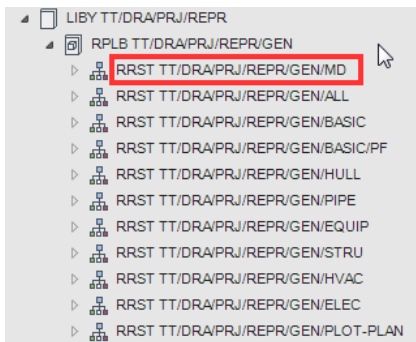 LIBY TT/DRA/PRJ/REPR
RPLB TT/DRA/PRJ/REPR/GEN
RRST TT/DRA/PRJ/REPR/GEN/MD
RRST TT/DRA/PRJ/REPR/GEN/ALL
RRST TT/DRA/PRJ/REPR/GEN/BASIC
RRST TT/DRA/PRJ/REPR/GEN/BASIC/PF
RRST TT/DRA/PRJ/REPR/GEN/HULL
RRST TT/DRA/PRJ/REPR/GEN/PIPE
RRST TT/DRA/PRJ/REPR/GEN/EQUIP
RRST TT/DRA/PRJ/REPR/GEN/STRU
RRST TT/DRA/PRJ/REPR/GEN/HVAC
RRST TT/DRA/PRJ/REPR/GEN/ELEC
RRST TT/DRA/PRJ/REPR/GEN/PLOT-PLAN